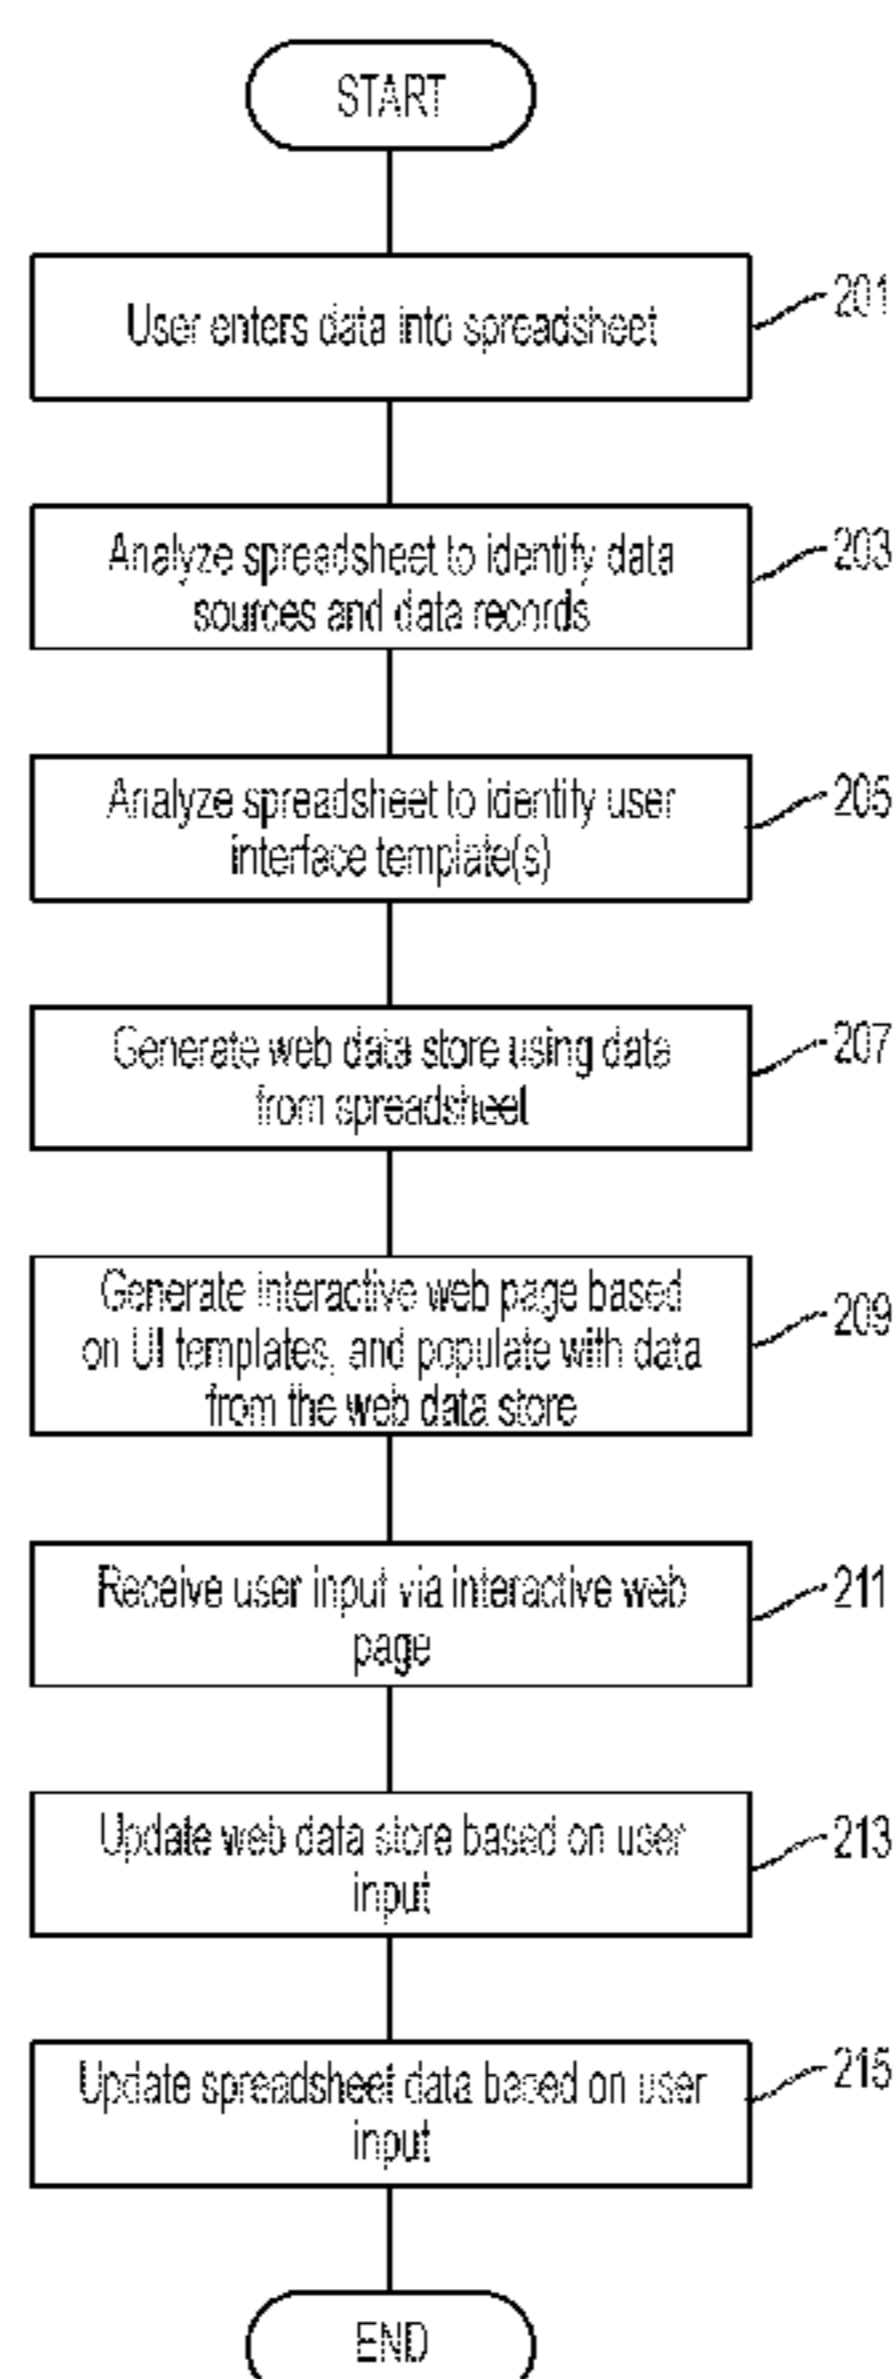 START
User enters data into spreadsheet
201
Analyze spreadsheet to identify data
sources and data records
203
Analyze spreadsheet to identify user
interface template(s)
205
Generate web data store using data
from spreadsheet
207
Generate interactive web page based
on UI templates, and populate with data
from the web data store
209
Receive user input via interactive web
page
211
Update web data store based on user
input
213
Update spreadsheet data based on user
input
215
END